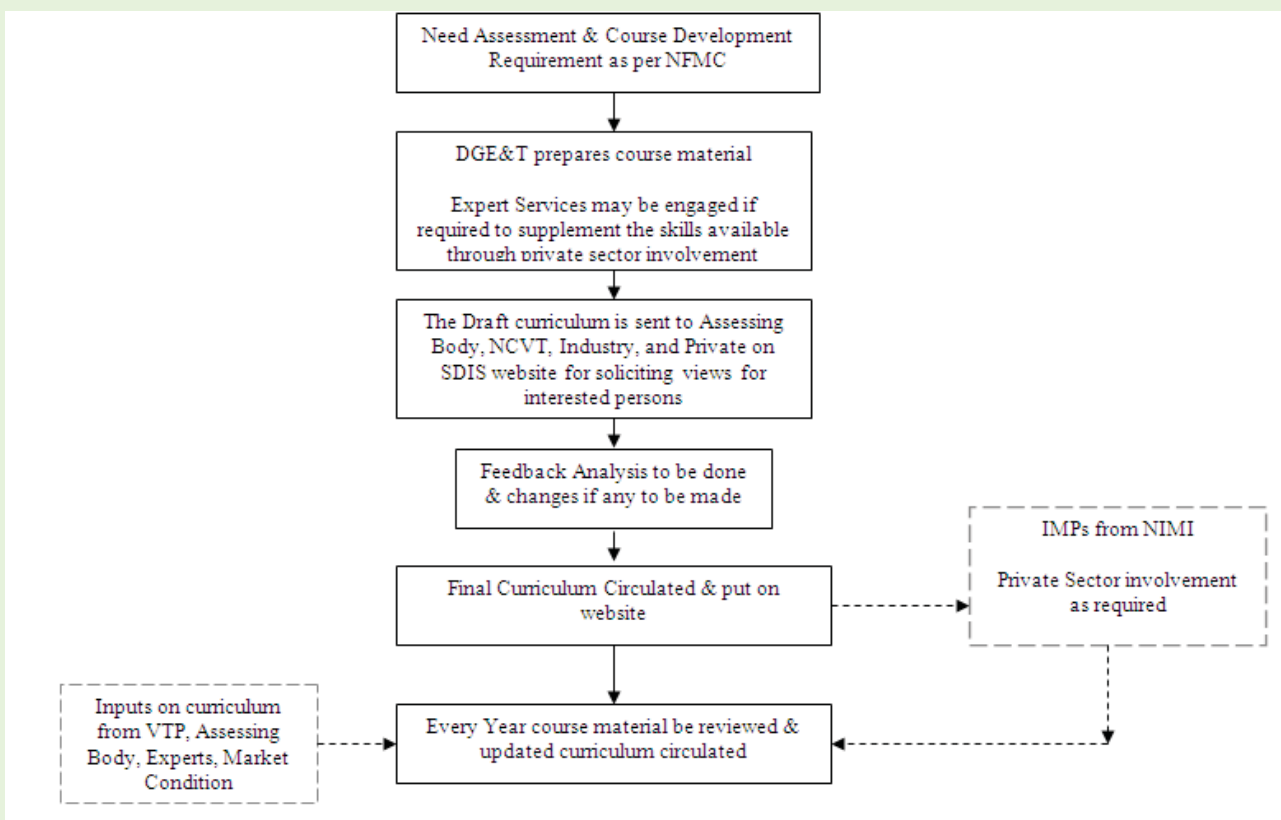 Need Assessment & Course Development
Requirement as per NFMC
DGE&T prepares course material
Expert Services may be engaged if
required to supplement the skills available
through private sector involvement
The Draft curriculum is sent to Assessing
Body, NCVT, Industry, and Private on
SDIS website for soliciting views for
interested persons
Feedback Analysis to be done
& changes if any to be made
IMPs from NIMI
Private Sector involvement
as required
Final Curriculum Circulated & put on
website
Inputs on curriculum
from VTP, Assessing
Body, Experts, Market
Condition
Every Year course material be reviewed &
updated curriculum circulated